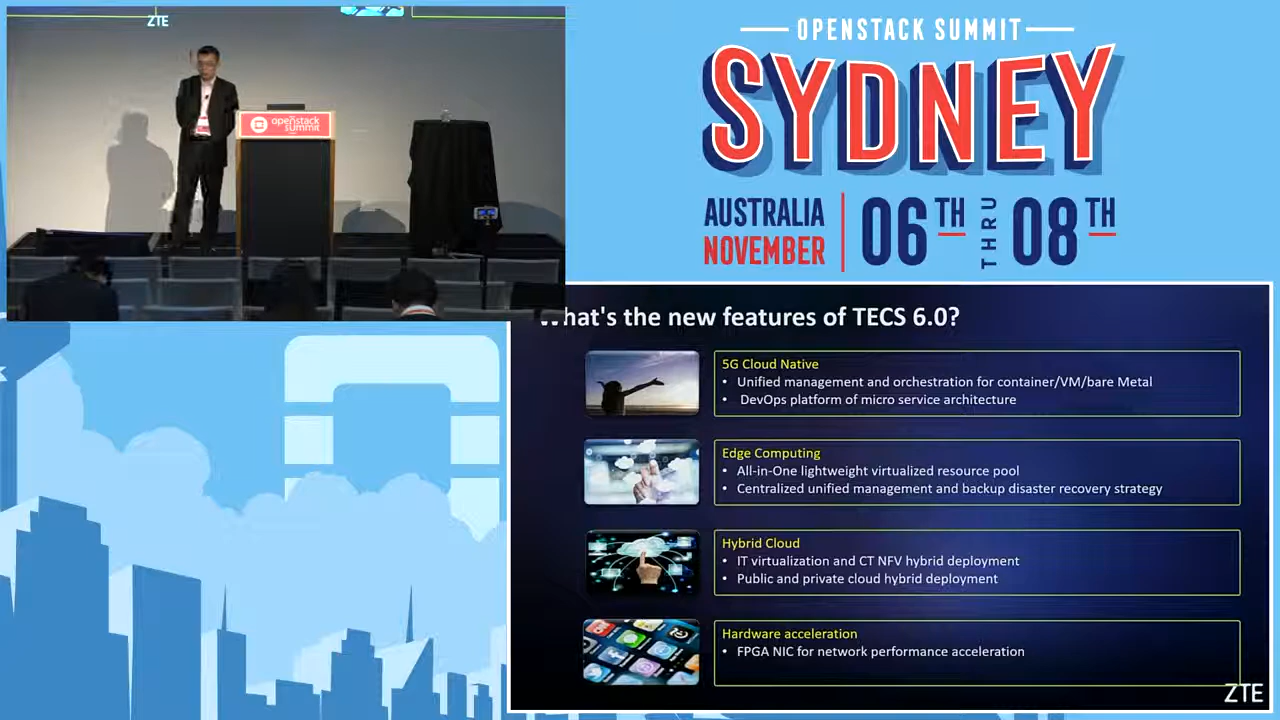 ZTE
openstack
summit
OPENSTACK SUMMIT
SYDNEY
AUSTRALIA
NOVEMBER
06TH
THRU
08TH
What's the new features of TECS 6.0?
5G Cloud Native
• Unified management and orchestration for container/VM/bare Metal
• DevOps platform of micro service architecture
Edge Computing
• All-in-One lightweight virtualized resource pool
• Centralized unified management and backup disaster recovery strategy
Hybrid Cloud
• IT virtualization and CT NFV hybrid deployment
• Public and private cloud hybrid deployment
Hardware acceleration
• FPGA NIC for network performance acceleration
ZTE